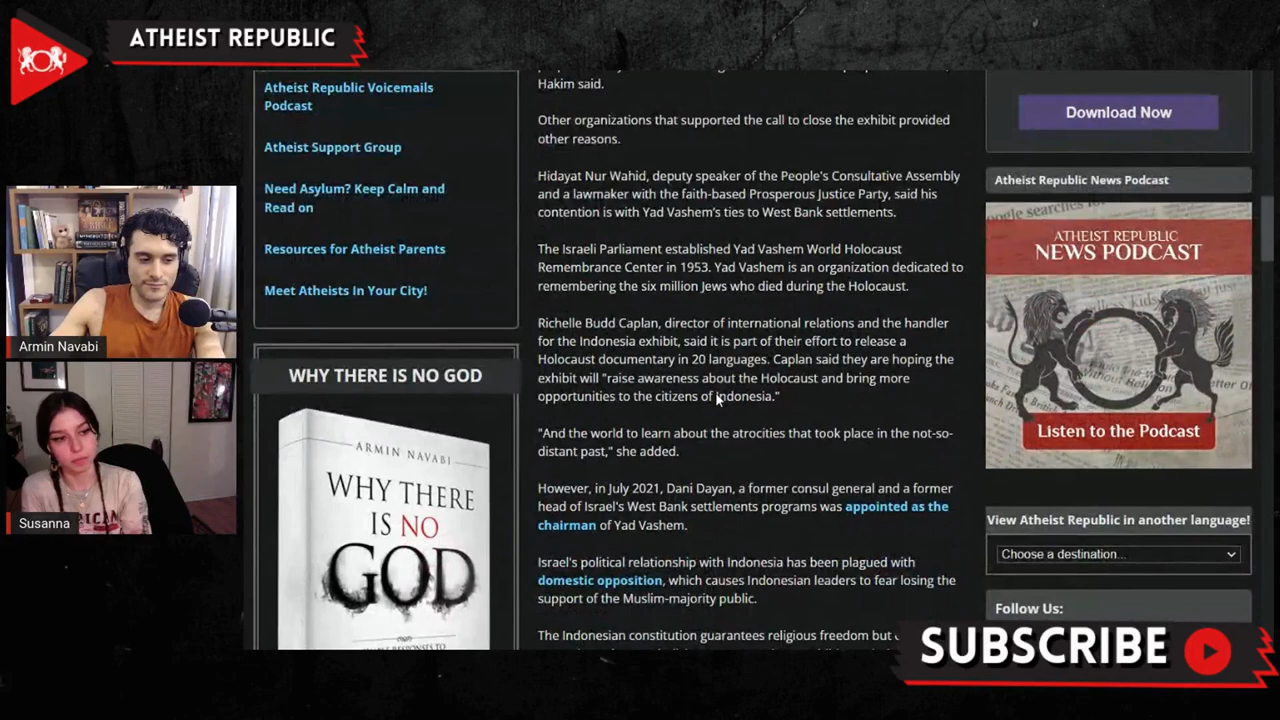 ATHEIST REPUBLIC
Atheist Republic Voicemails
Podcast
Atheist Support Group
Need Asylum? Keep Calm and
Read on
Resources for Atheist Parents
Meet Atheists In Your City!
WHY THERE IS NO GOD
ARMIN NAVABI
WHY THERE
IS NO
GOD
Hakim said.
Other organizations that supported the call to close the exhibit provided
other reasons.
Hidayat Nur Wahid, deputy speaker of the People's Consultative Assembly
and a lawmaker with the faith-based Prosperous Justice Party, said his
contention is with Yad Vashem's ties to West Bank settlements.
The Israeli Parliament established Yad Vashem World Holocaust
Remembrance Center in 1953. Yad Vashem is an organization dedicated to
remembering the six million Jews who died during the Holocaust.
Richelle Budd Caplan, director of international relations and the handler
for the Indonesia exhibit, said it is part of their effort to release a
Holocaust documentary in 20 languages. Caplan said they are hoping the
exhibit will "raise awareness about the Holocaust and bring more
opportunities to the citizens of Indonesia."
"And the world to learn about the atrocities that took place in the not-so-
distant past," she added.
However, in July 2021, Dani Dayan, a former consul general and a former
head of Israel's West Bank settlements programs was appointed as the
chairman of Yad Vashem.
Israel's political relationship with Indonesia has been plagued with
domestic opposition, which causes Indonesian leaders to fear losing the
support of the Muslim-majority public.
The Indonesian constitution guarantees religious freedom but
Download Now
Atheist Republic News Podcast
ATHEIST REPUBLIC
NEWS PODCAST
Listen to the Podcast
View Atheist Republic in another language!
Choose a destination...
Follow Us:
Armin Navabi
Susanna
SUBSCRIBE